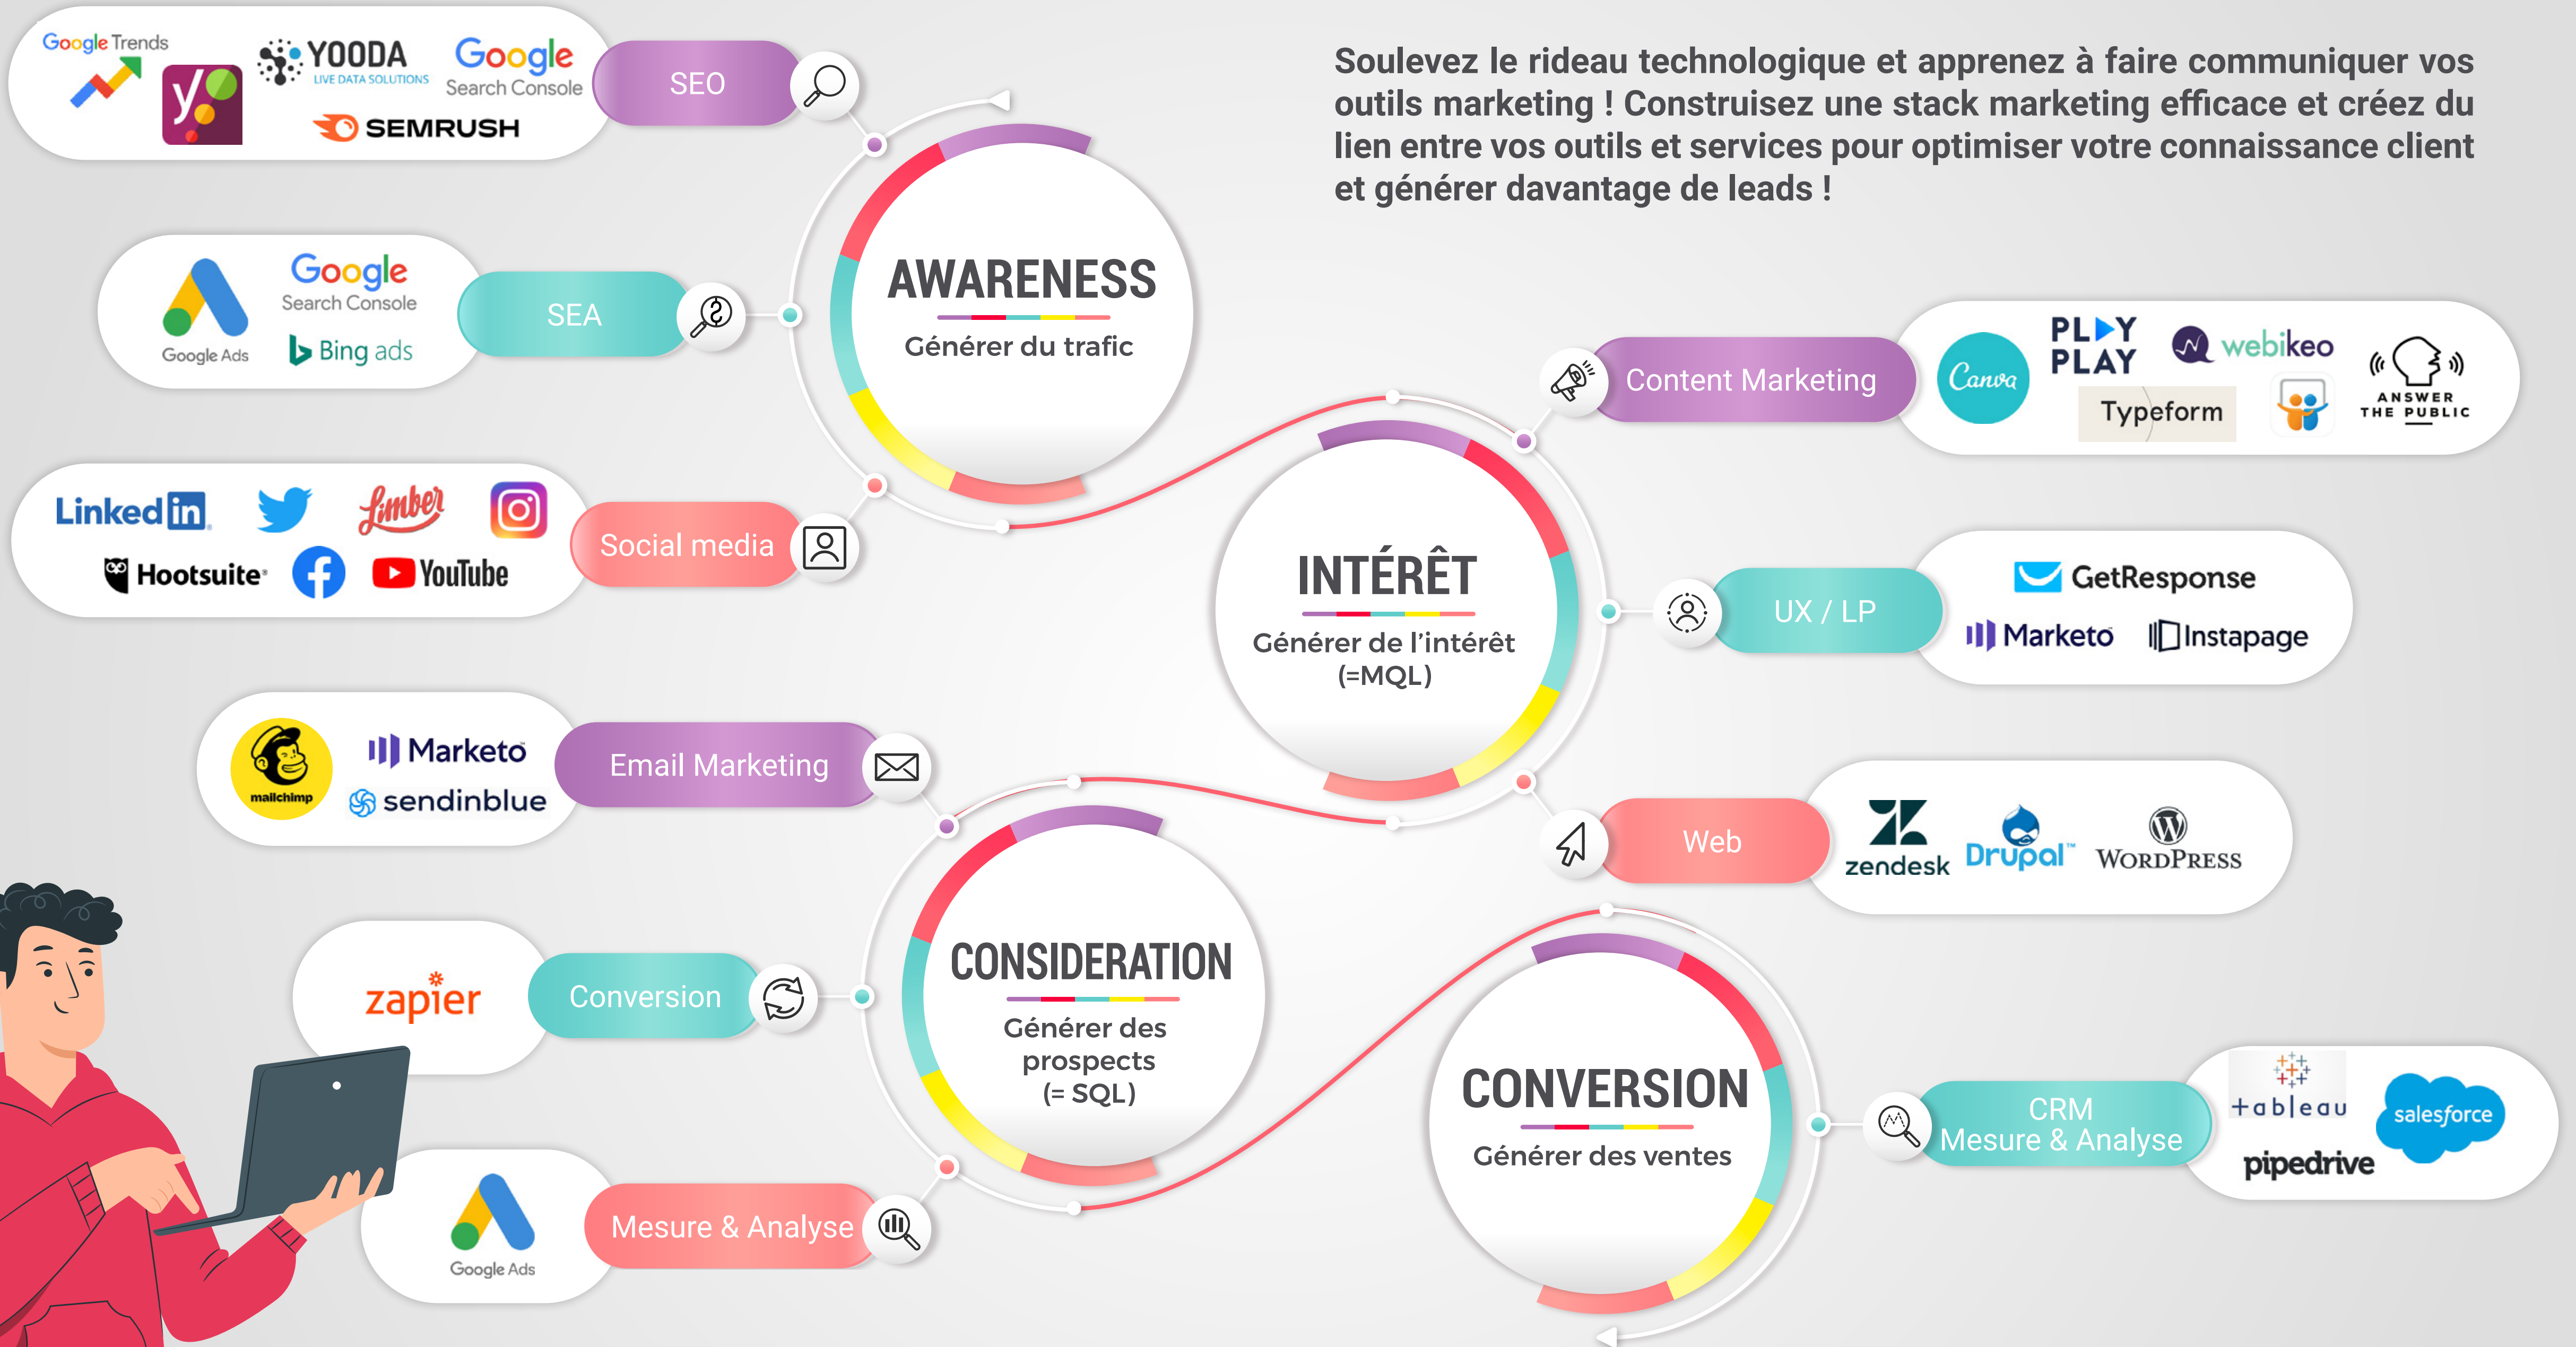 Soulevez le rideau technologique et apprenez à faire communiquer vos
outils marketing ! Construisez une stack marketing efficace et créez du
lien entre vos outils et services pour optimiser votre connaissance client
et générer davantage de leads !
Google Trends
y
YOODA
LIVE DATA SOLUTIONS
Google
Search Console
SEMRUSH
SEO
Google Ads
Google
Search Console
Bing ads
SEA
Linked in
Limber
Hootsuite
f
YouTube
Social media
AWARENESS
Générer du trafic
Content Marketing
Canva
PLAY
PLAY
webikeo
Typeform
ANSWER
THE PUBLIC
INTÉRÊT
Générer de l'intérêt
(=MQL)
UX / LP
GetResponse
Marketo
Instapage
Web
zendesk
Drupal™
W
WORDPRESS
mailchimp
Marketo
sendinblue
Email Marketing
zapier
Conversion
Google Ads
Mesure & Analyse
CONSIDERATION
Générer des
prospects
(= SQL)
CONVERSION
Générer des ventes
CRM
Mesure & Analyse
+ableau
salesforce
pipedrive